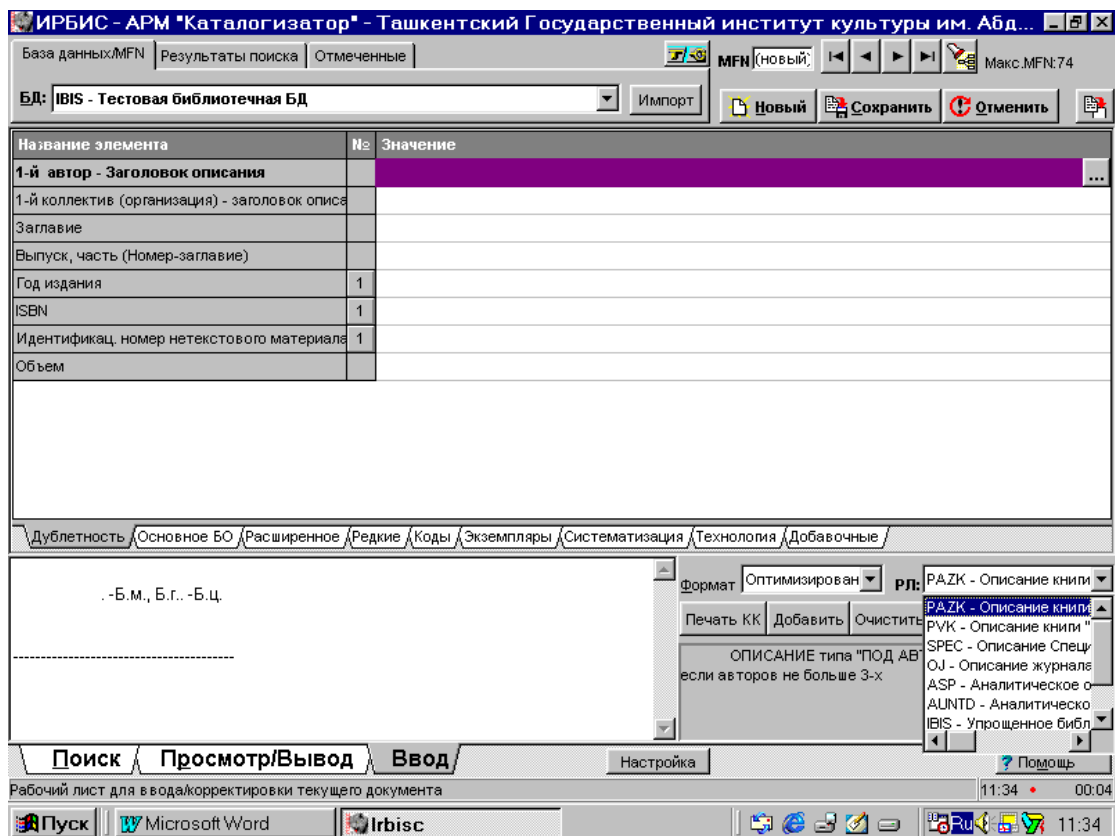 ИРБИС - АРМ "Каталогизатор" - Ташкентский Государственный институт культуры им. Абд...
База данных/MFN Результаты поиска Отмеченные MFN (новый) Макс.MFN:74
БД: IBIS - Тестовая библиотечная БД Импорт Новый Сохранить Отменить
Название элемента № Значение
1-й автор - Заголовок описания ...
1-й коллектив (организация) - заголовок описа
Заглавие
Выпуск, часть (Номер-заглавие)
Год издания 1
ISBN 1
Идентификац. номер нетекстового материала 1
Объем
Дублетность Основное БО Расширенное Редкие Коды Экземпляры Систематизация Технология Добавочные
. -Б.м., Б.г.. -Б.ц.
----------------------------------------
Формат Оптимизирован РЛ: PAZK - Описание книги
Печать КК Добавить Очистить
ОПИСАНИЕ типа "ПОД АВТ
если авторов не больше 3-х
PAZK - Описание книги
PVK - Описание книги "
SPEC - Описание Специ
OJ - Описание журнала
ASP - Аналитическое о
AUNTD - Аналитическо
IBIS - Упрощенное библ
Поиск Просмотр/Вывод Ввод Настройка ? Помощь
Рабочий лист для ввода/корректировки текущего документа 11:34 00:04
Пуск Microsoft Word Irbisc Ru 11:34